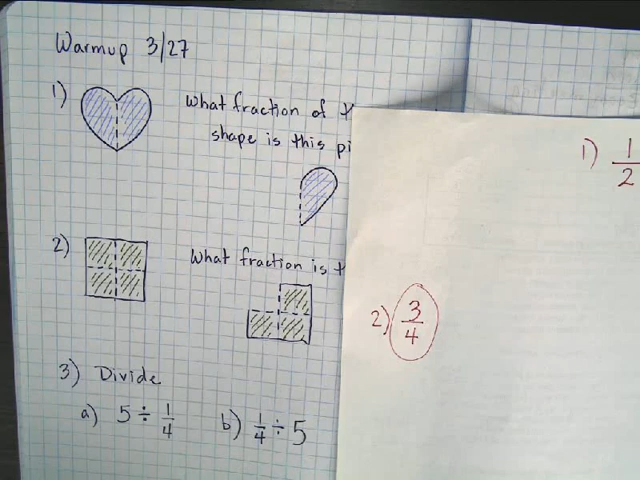 Warmup 3/27
1) What fraction of
shape is this
2) What fraction is
3) Divide
a) 5 ÷ 1/4 b) 1/4 ÷ 5
1) 1/2
2) 3/4